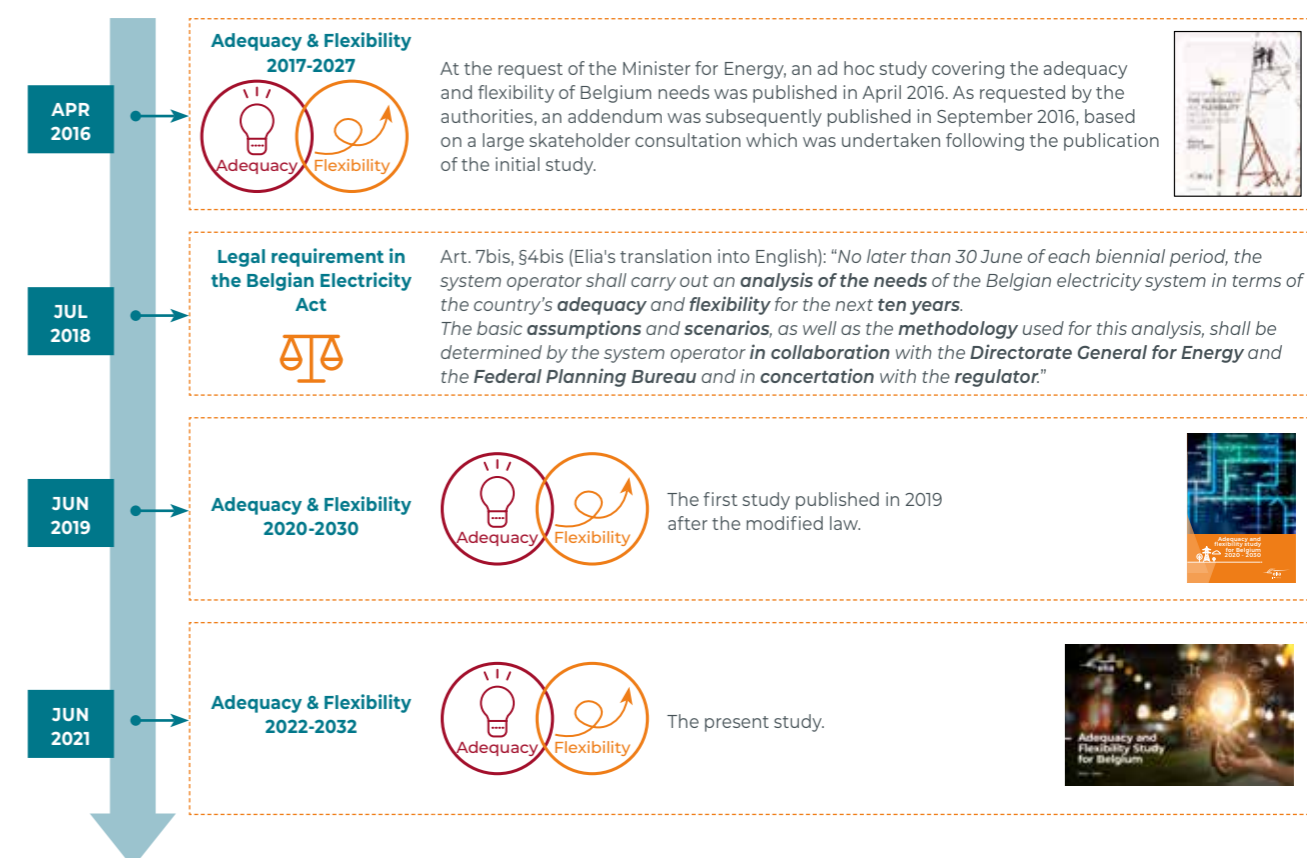 Adequacy & Flexibility
2017-2027
APR
2016
Adequacy
Flexibility
At the request of the Minister for Energy, an ad hoc study covering the adequacy
and flexibility of Belgium needs was published in April 2016. As requested by the
authorities, an addendum was subsequently published in September 2016, based
on a large skateholder consultation which was undertaken following the publication
of the initial study.
JUL
2018
Legal requirement in
the Belgian Electricity
Act
Art. 7bis, §4bis (Elia's translation into English): “No later than 30 June of each biennial period, the
system operator shall carry out an analysis of the needs of the Belgian electricity system in terms of
the country’s adequacy and flexibility for the next ten years.
The basic assumptions and scenarios, as well as the methodology used for this analysis, shall be
determined by the system operator in collaboration with the Directorate General for Energy and
the Federal Planning Bureau and in concertation with the regulator.”
JUN
2019
Adequacy & Flexibility
2020-2030
Adequacy
Flexibility
The first study published in 2019
after the modified law.
Adequacy and
flexibility study
for Belgium
2020 - 2030
JUN
2021
Adequacy & Flexibility
2022-2032
Adequacy
Flexibility
The present study.
Adequacy and
Flexibility Study
for Belgium